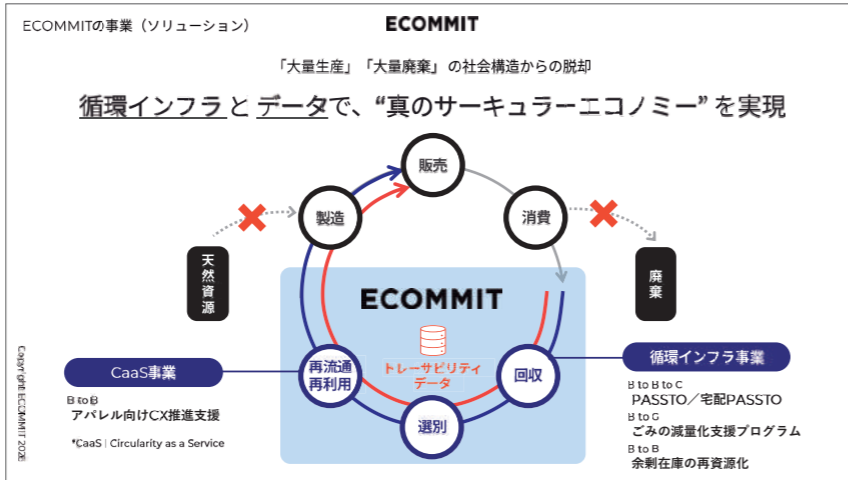 ECOMMITの事業（ソリューション）
ECOMMIT
「大量生産」「大量廃棄」の社会構造からの脱却
循環インフラとデータで、“真のサーキュラーエコノミー”を実現
販売
製造
消費
天然資源
廃棄
ECOMMIT
トレーサビリティ
データ
再流通
再利用
回収
選別
CaaS事業
B to B
アパレル向けCX推進支援
*CaaS | Circularity as a Service
循環インフラ事業
B to B to C
PASSTO／宅配PASSTO
B to G
ごみの減量化支援プログラム
B to B
余剰在庫の再資源化
Copyright ECOMMIT